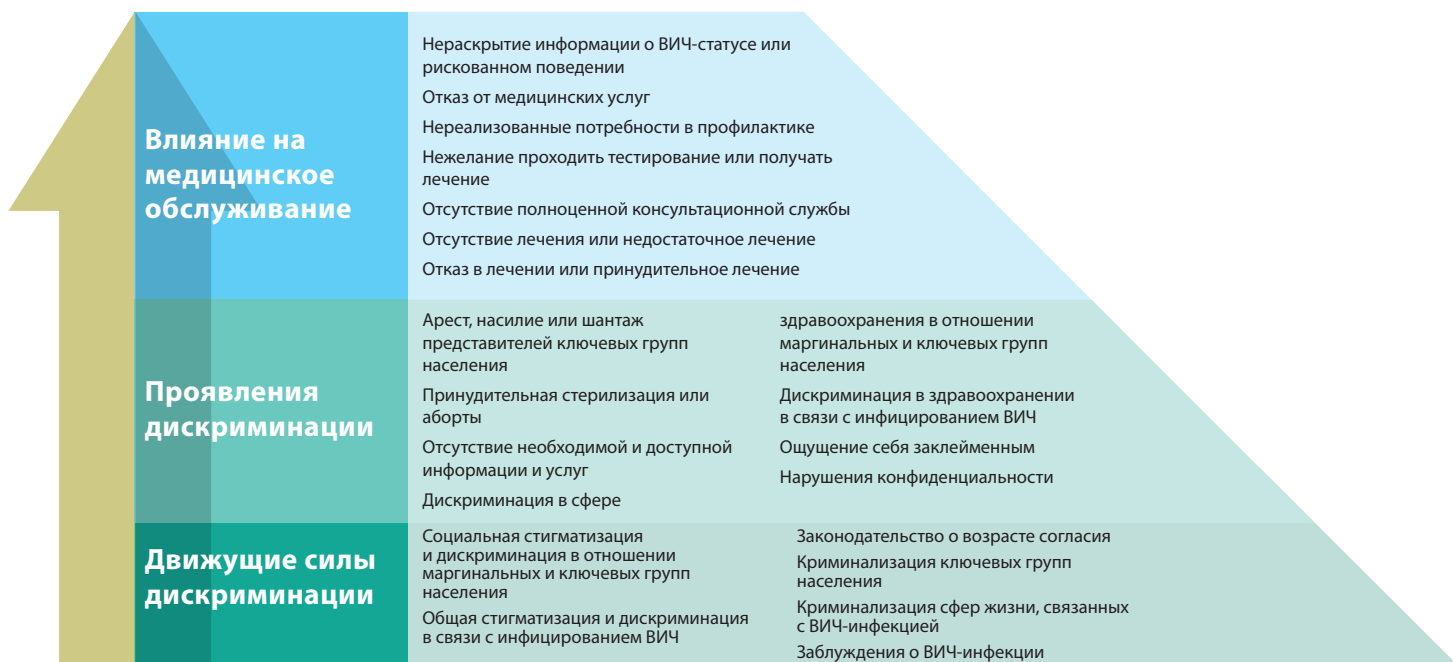 Влияние на
медицинское
обслуживание
Нераскрытие информации о ВИЧ-статусе или
рискованном поведении
Отказ от медицинских услуг
Нереализованные потребности в профилактике
Нежелание проходить тестирование или получать
лечение
Отсутствие полноценной консультационной службы
Отсутствие лечения или недостаточное лечение
Отказ в лечении или принудительное лечение
Проявления
дискриминации
Арест, насилие или шантаж
представителей ключевых групп
населения
Принудительная стерилизация или
аборты
Отсутствие необходимой и доступной
информации и услуг
Дискриминация в сфере
здравоохранения в отношении
маргинальных и ключевых групп
населения
Дискриминация в здравоохранении
в связи с инфицированием ВИЧ
Ощущение себя заклейменным
Нарушения конфиденциальности
Движущие силы
дискриминации
Социальная стигматизация
и дискриминация в отношении
маргинальных и ключевых групп
населения
Общая стигматизация и дискриминация
в связи с инфицированием ВИЧ
Законодательство о возрасте согласия
Криминализация ключевых групп
населения
Криминализация сфер жизни, связанных
с ВИЧ-инфекцией
Заблуждения о ВИЧ-инфекции